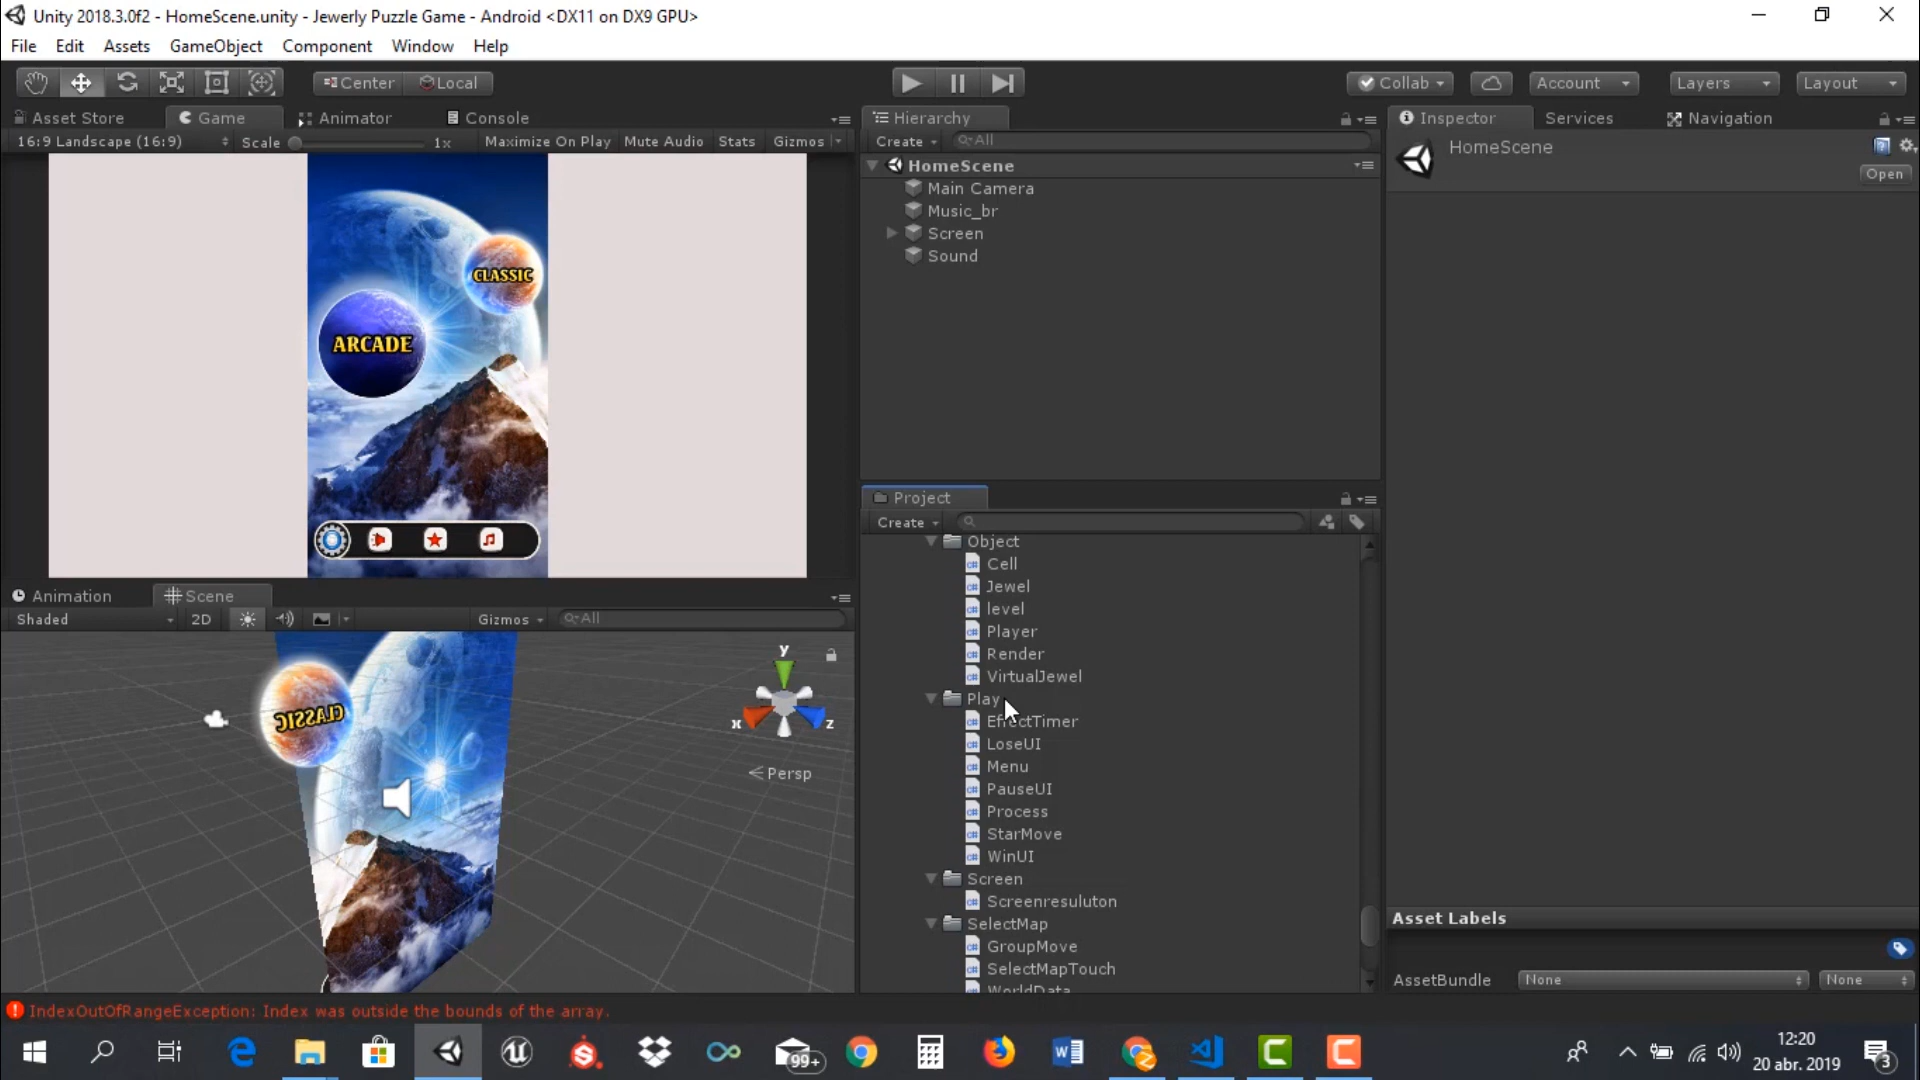 Unity 2018.3.0f2 - HomeScene.unity - Jewerly Puzzle Game - Android <DX11 on DX9 GPU>
File Edit Assets GameObject Component Window Help
Center Local Collab Account Layers Layout
Asset Store Game Animator Console
16:9 Landscape (16:9) Scale 1x Maximize On Play Mute Audio Stats Gizmos
CLASSIC
ARCADE
Animation Scene
Shaded 2D Gizmos All
CLASSIC
y
x
z
Persp
Hierarchy
Create All
HomeScene
Main Camera
Music_br
Screen
Sound
Project
Create
Object
Cell
Jewel
level
Player
Render
VirtualJewel
Play
EffectTimer
LoseUI
Menu
PauseUI
Process
StarMove
WinUI
Screen
Screenresuluton
SelectMap
GroupMove
SelectMapTouch
WorldData
Inspector Services Navigation
HomeScene
Open
Asset Labels
AssetBundle None None
IndexOutOfRangeException: Index was outside the bounds of the array.
99+
12:20
20 abr. 2019
3